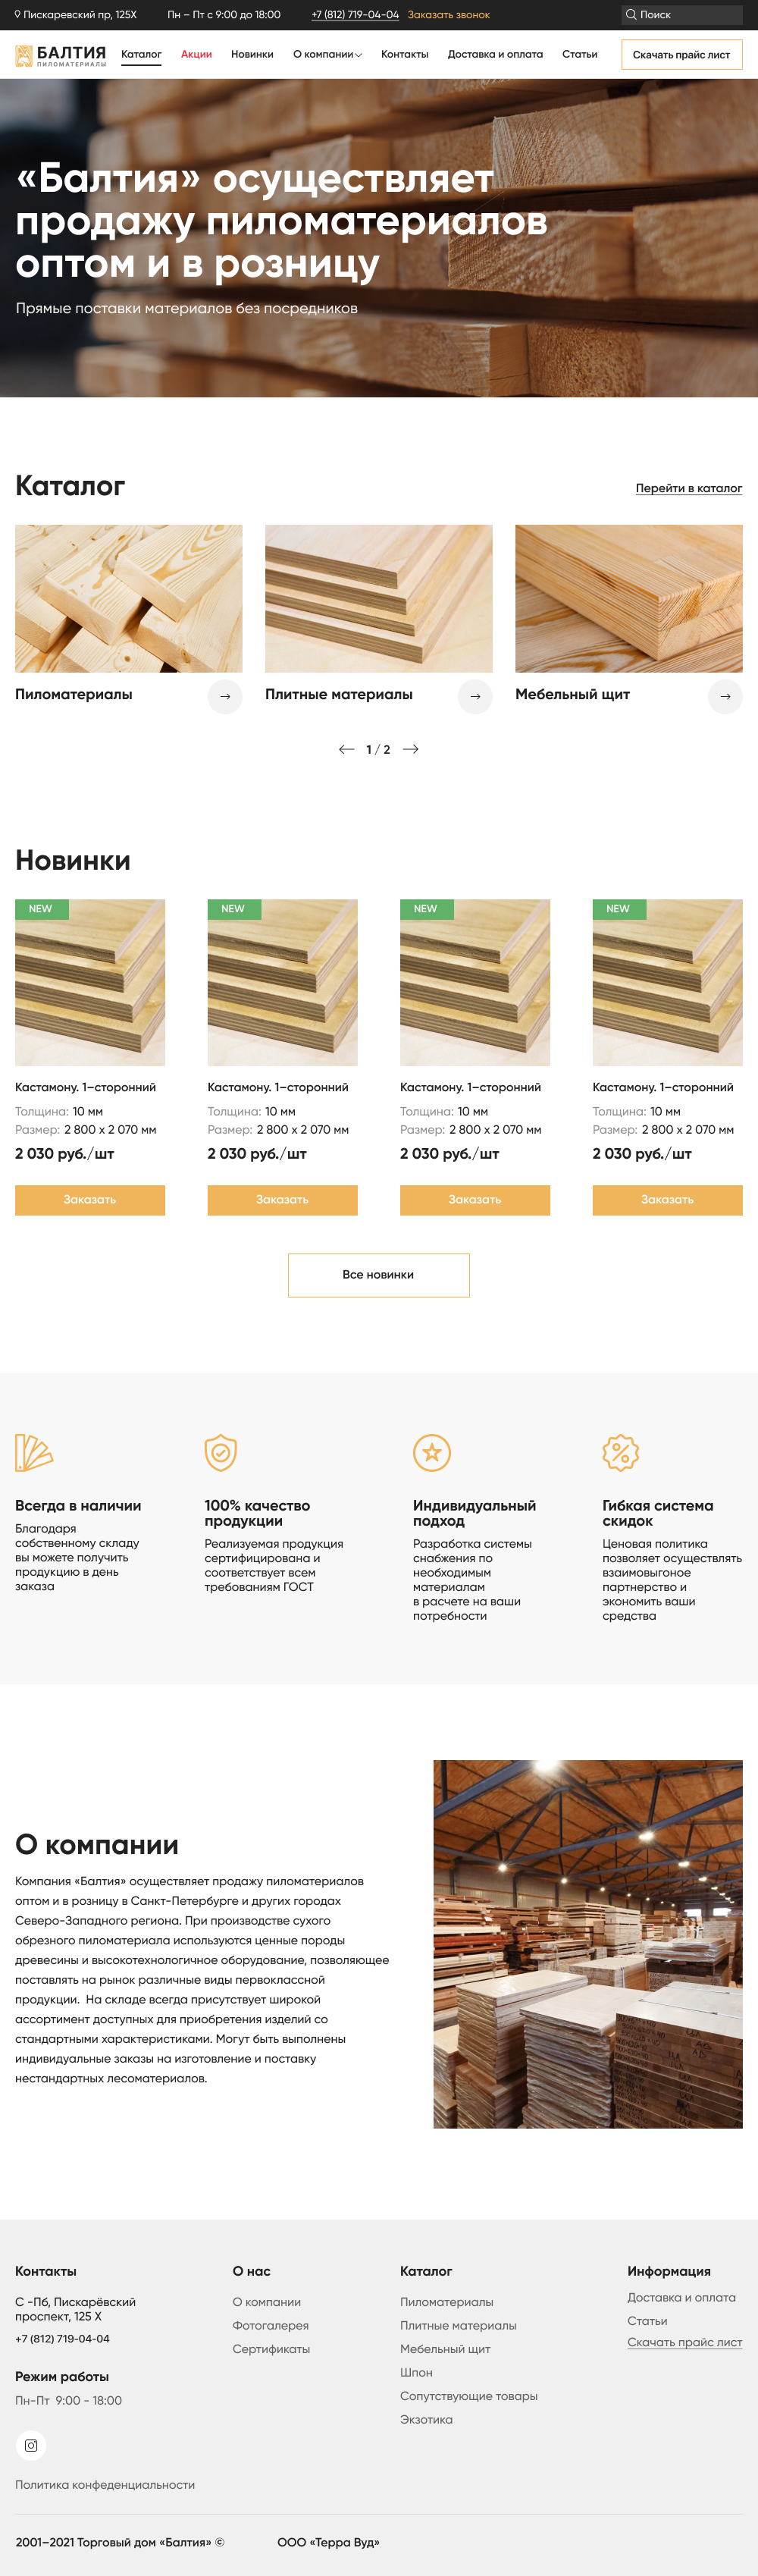 Пискаревский пр, 125Х
Пн – Пт с 9:00 до 18:00
+7 (812) 719-04-04
Заказать звонок
Поиск
БАЛТИЯ
ПИЛОМАТЕРИАЛЫ
Каталог
Акции
Новинки
О компании
Контакты
Доставка и оплата
Статьи
Скачать прайс лист
«Балтия» осуществляет
продажу пиломатериалов
оптом и в розницу
Прямые поставки материалов без посредников
Каталог
Перейти в каталог
Пиломатериалы
Плитные материалы
Мебельный щит
1 / 2
Новинки
NEW
NEW
NEW
NEW
Кастамону. 1–сторонний
Толщина: 10 мм
Размер: 2 800 х 2 070 мм
2 030 руб./шт
Заказать
Кастамону. 1–сторонний
Толщина: 10 мм
Размер: 2 800 х 2 070 мм
2 030 руб./шт
Заказать
Кастамону. 1–сторонний
Толщина: 10 мм
Размер: 2 800 х 2 070 мм
2 030 руб./шт
Заказать
Кастамону. 1–сторонний
Толщина: 10 мм
Размер: 2 800 х 2 070 мм
2 030 руб./шт
Заказать
Все новинки
Всегда в наличии
Благодаря
собственному складу
вы можете получить
продукцию в день
заказа
100% качество
продукции
Реализуемая продукция
сертифицирована и
соответствует всем
требованиям ГОСТ
Индивидуальный
подход
Разработка системы
снабжения по
необходимым
материалам
в расчете на ваши
потребности
Гибкая система
скидок
Ценовая политика
позволяет осуществлять
взаимовыгоное
партнерство и
экономить ваши
средства
О компании
Компания «Балтия» осуществляет продажу пиломатериалов
оптом и в розницу в Санкт-Петербурге и других городах
Северо-Западного региона. При производстве сухого
обрезного пиломатериала используются ценные породы
древесины и высокотехнологичное оборудование, позволяющее
поставлять на рынок различные виды первоклассной
продукции. На складе всегда присутствует широкой
ассортимент доступных для приобретения изделий со
стандартными характеристиками. Могут быть выполнены
индивидуальные заказы на изготовление и поставку
нестандартных лесоматериалов.
Контакты
С -Пб, Пискарёвский
проспект, 125 Х
+7 (812) 719-04-04
Режим работы
Пн-Пт 9:00 - 18:00
Политика конфеденциальности
О нас
О компании
Фотогалерея
Сертификаты
Каталог
Пиломатериалы
Плитные материалы
Мебельный щит
Шпон
Сопутствующие товары
Экзотика
Информация
Доставка и оплата
Статьи
Скачать прайс лист
2001–2021 Торговый дом «Балтия» ©
ООО «Терра Вуд»